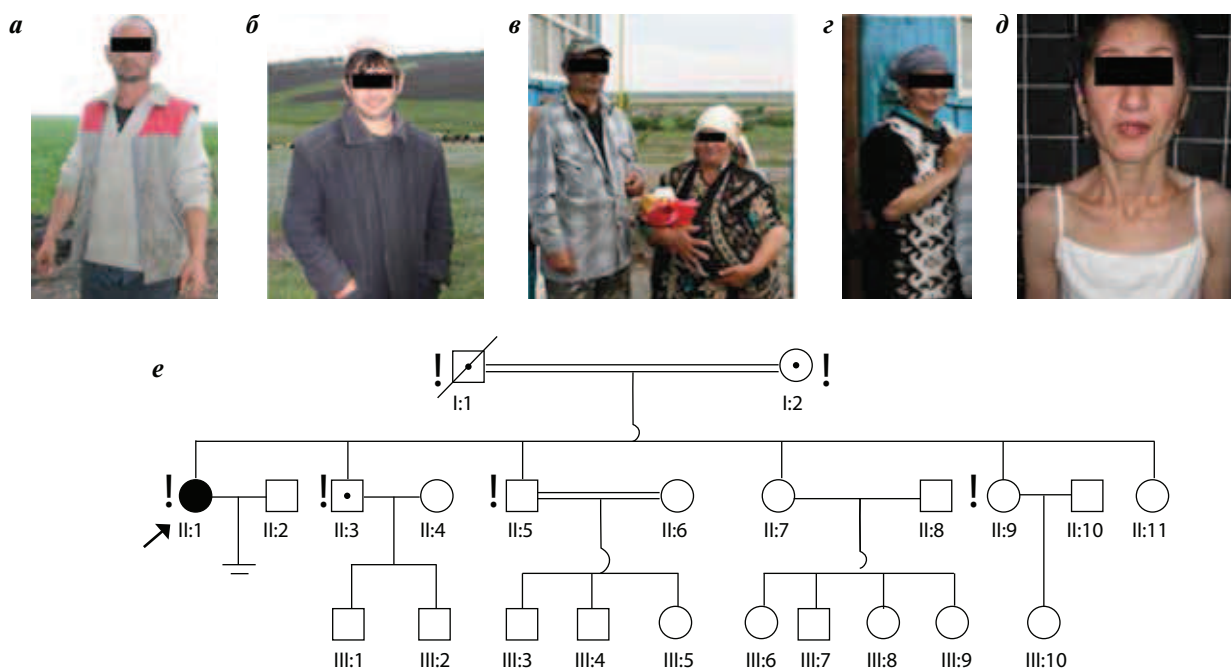 а б в г д
е
! I:1 I:2 !
! II:1 II:2 ! II:3 II:4 ! II:5 II:6 II:7 II:8 ! II:9 II:10 II:11
III:1 III:2 III:3 III:4 III:5 III:6 III:7 III:8 III:9 III:10